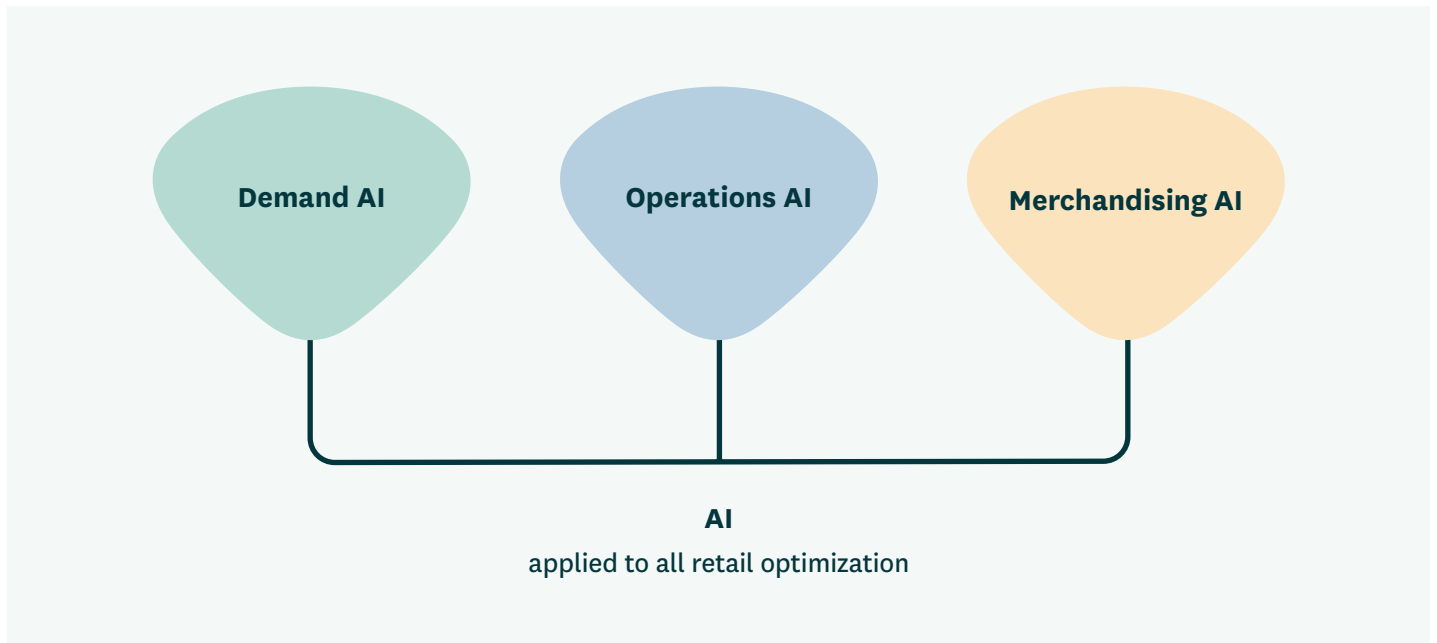 Demand AI
Operations AI
Merchandising AI
AI
applied to all retail optimization